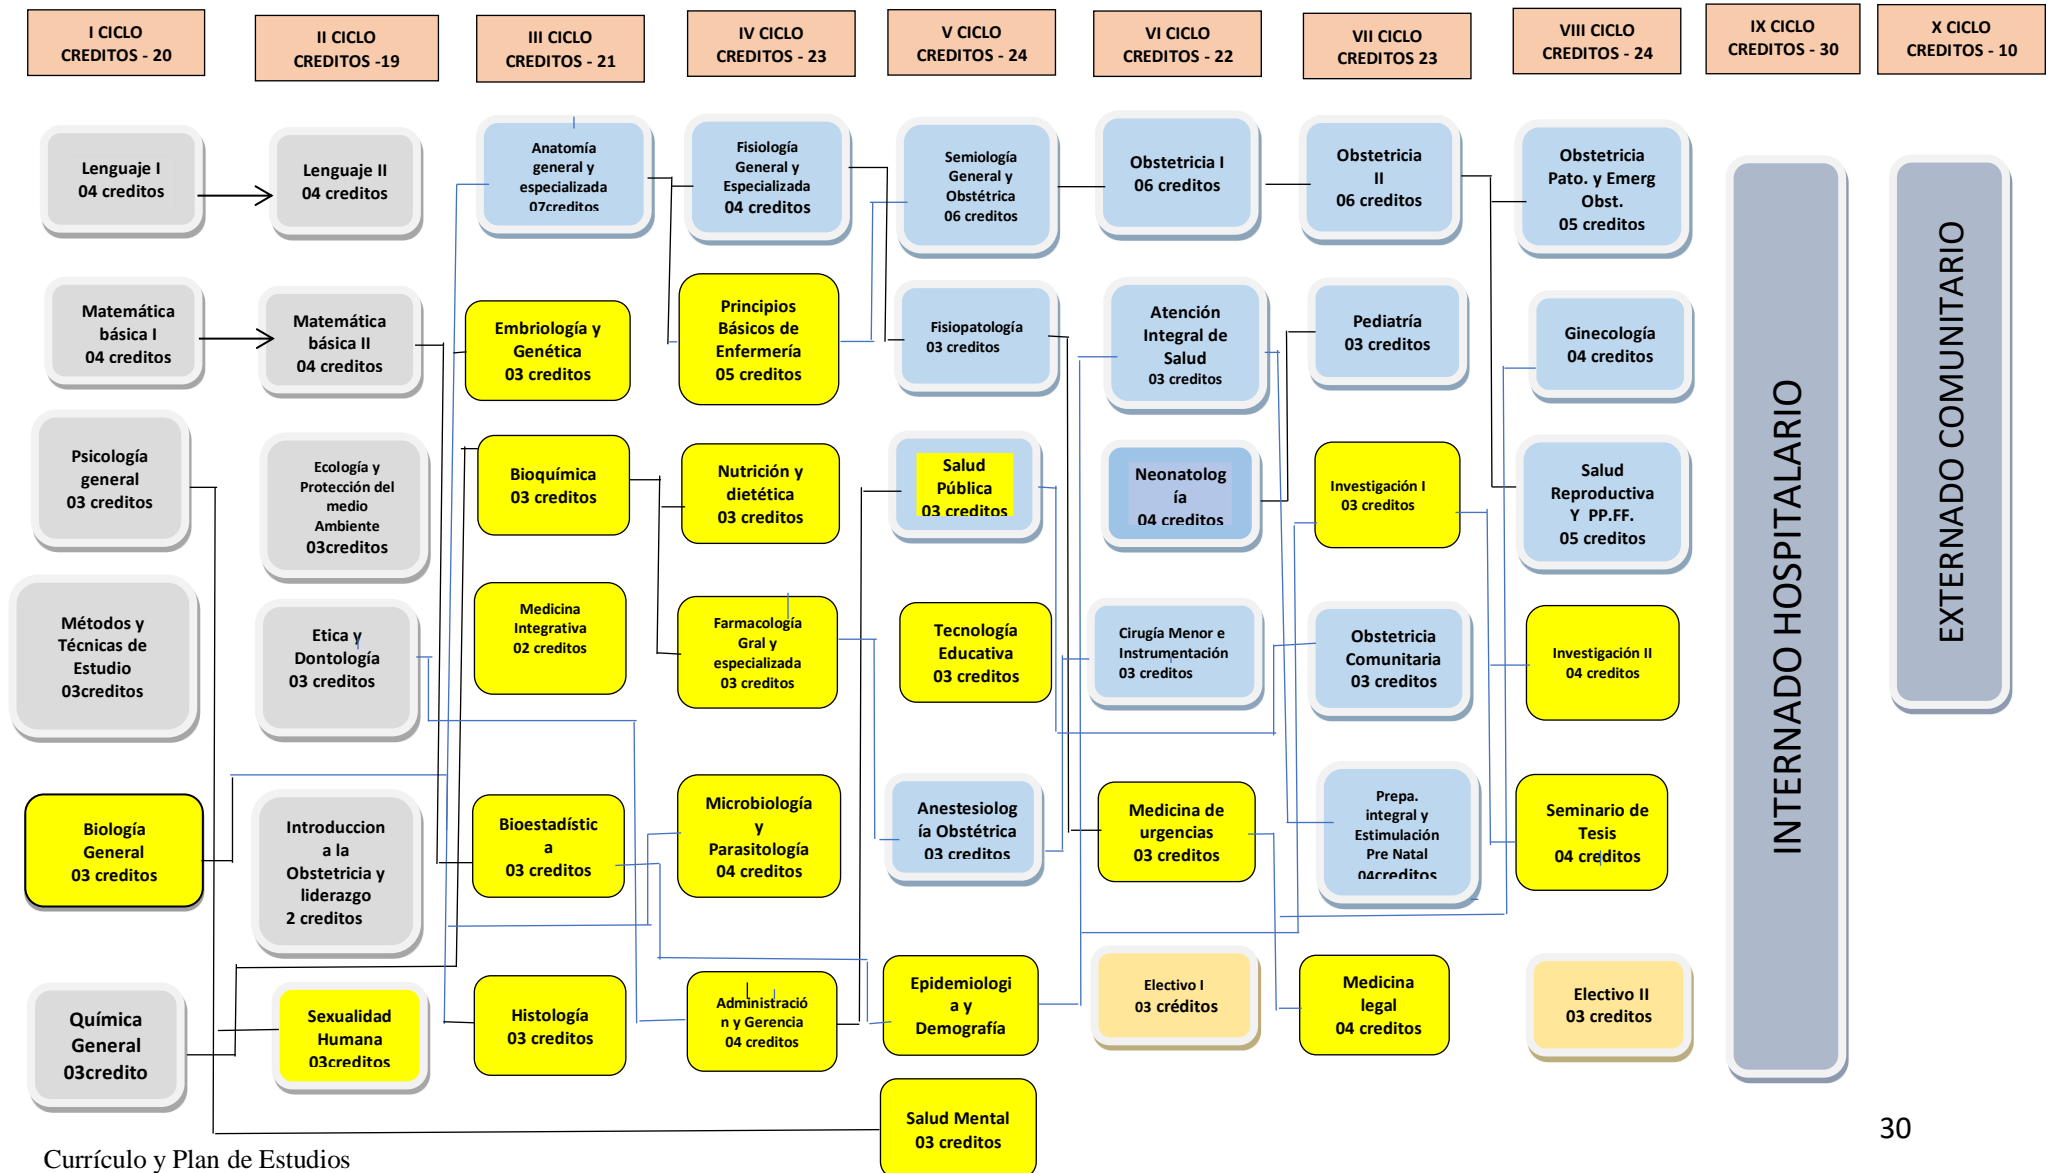 I CICLO
CREDITOS - 20
II CICLO
CREDITOS -19
III CICLO
CREDITOS - 21
IV CICLO
CREDITOS - 23
V CICLO
CREDITOS - 24
VI CICLO
CREDITOS - 22
VII CICLO
CREDITOS 23
VIII CICLO
CREDITOS - 24
IX CICLO
CREDITOS - 30
X CICLO
CREDITOS - 10
Lenguaje I
04 creditos
Lenguaje II
04 creditos
Anatomía
general y
especializada
07creditos
Fisiología
General y
Especializada
04 creditos
Semiología
General y
Obstétrica
06 creditos
Obstetricia I
06 creditos
Obstetricia
II
06 creditos
Obstetricia
Pato. y Emerg
Obst.
05 creditos
Matemática
básica I
04 creditos
Matemática
básica II
04 creditos
Embriología y
Genética
03 creditos
Principios
Básicos de
Enfermería
05 creditos
Fisiopatología
03 creditos
Atención
Integral de
Salud
03 creditos
Pediatría
03 creditos
Ginecología
04 creditos
Psicología
general
03 creditos
Ecología y
Protección del
medio
Ambiente
03creditos
Bioquímica
03 creditos
Nutrición y
dietética
03 creditos
Salud
Pública
03 creditos
Neonatolog
ía
04 creditos
Investigación I
03 creditos
Salud
Reproductiva
Y PP.FF.
05 creditos
Métodos y
Técnicas de
Estudio
03creditos
Etica y
Dontología
03 creditos
Medicina
Integrativa
02 creditos
Farmacología
Gral y
especializada
03 creditos
Tecnología
Educativa
03 creditos
Cirugía Menor e
Instrumentación
03 creditos
Obstetricia
Comunitaria
03 creditos
Investigación II
04 creditos
Biología
General
03 creditos
Introduccion
a la
Obstetricia y
liderazgo
2 creditos
Bioestadístic
a
03 creditos
Microbiología
y
Parasitología
04 creditos
Anestesiolog
ía Obstétrica
03 creditos
Medicina de
urgencias
03 creditos
Prepa.
integral y
Estimulación
Pre Natal
04creditos
Seminario de
Tesis
04 creditos
Química
General
03credito
Sexualidad
Humana
03creditos
Histología
03 creditos
Administració
n y Gerencia
04 creditos
Epidemiologi
a y
Demografía
Electivo I
03 créditos
Medicina
legal
04 creditos
Electivo II
03 creditos
Salud Mental
03 creditos
INTERNADO HOSPITALARIO
EXTERNADO COMUNITARIO
30
Currículo y Plan de Estudios